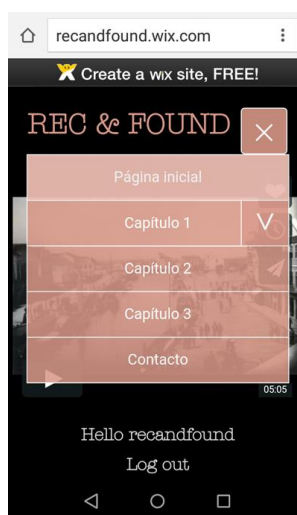 recandfound.wix.com
Create a WiX site, FREE!
REC & FOUND
Página inicial
Capítulo 1
Capítulo 2
Capítulo 3
Contacto
05:05
Hello recandfound
Log out